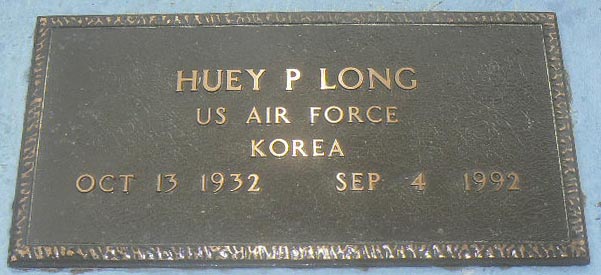 HUEY P LONG
US AIR FORCE
KOREA
OCT 13 1932 SEP 4 1992